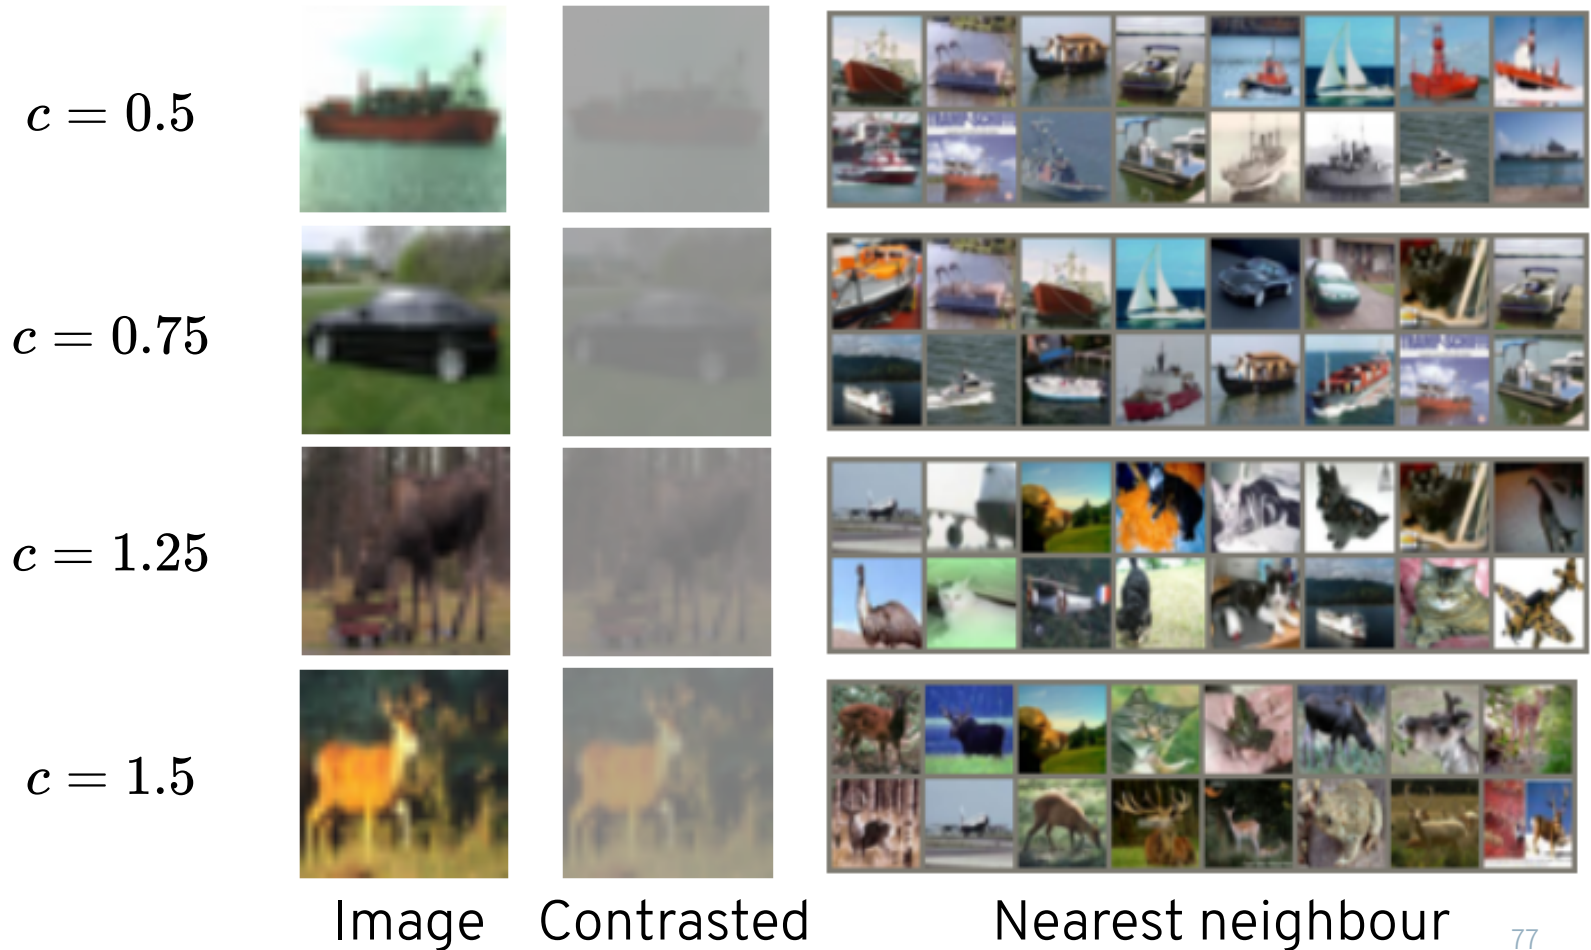 c = 0.5
c = 0.75
c = 1.25
c = 1.5
Image Contrasted Nearest neighbour
77